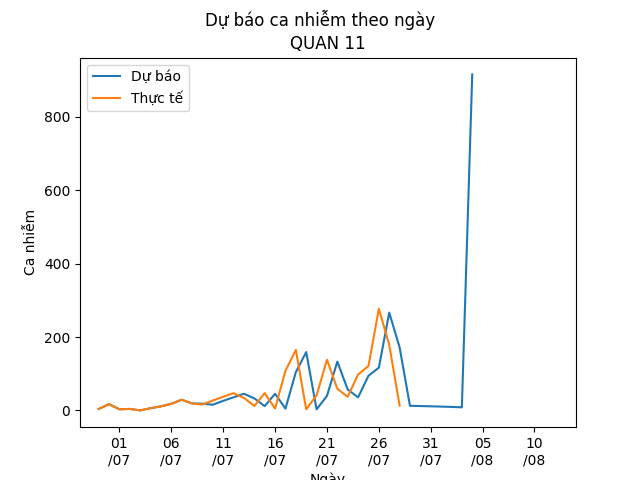 Dự báo ca nhiễm theo ngày
QUAN 11
Dự báo
Thực tế
Ca nhiễm
800
600
400
200
0
01 06 11 16 21 26 31 05 10
/07 /07 /07 /07 /07 /07 /07 /08 /08
Ngày